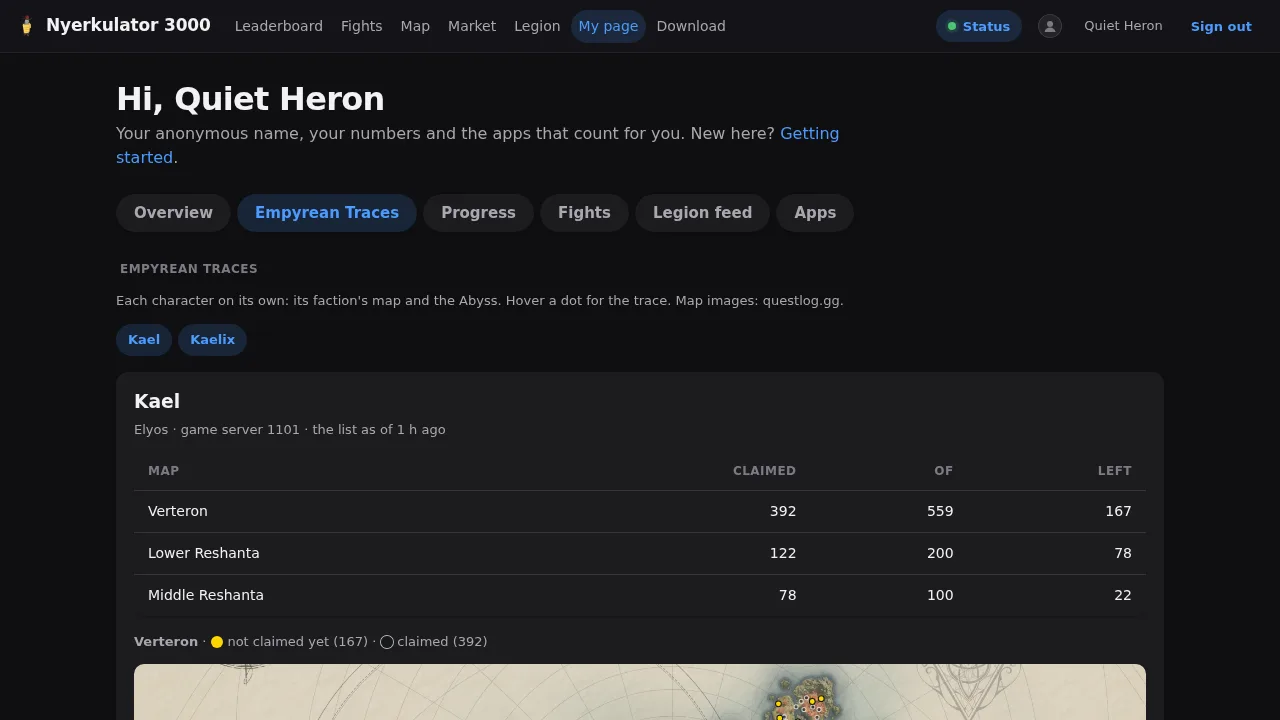 Nyerkulator 3000 Leaderboard Fights Map Market Legion My page Download Status Quiet Heron Sign out
Hi, Quiet Heron
Your anonymous name, your numbers and the apps that count for you. New here? Getting
started.
Overview Empyrean Traces Progress Fights Legion feed Apps
EMPYREAN TRACES
Each character on its own: its faction's map and the Abyss. Hover a dot for the trace. Map images: questlog.gg.
Kael Kaelix
Kael
Elyos · game server 1101 · the list as of 1 h ago
MAP CLAIMED OF LEFT
Verteron 392 559 167
Lower Reshanta 122 200 78
Middle Reshanta 78 100 22
Verteron · not claimed yet (167) · claimed (392)